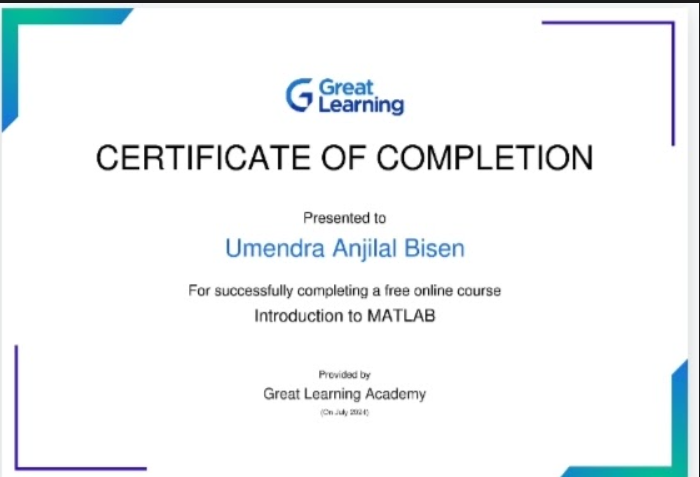 Great
Learning
CERTIFICATE OF COMPLETION
Presented to
Umendra Anjilal Bisen
For successfully completing a free online course
Introduction to MATLAB
Provided by
Great Learning Academy
(On July 2024)